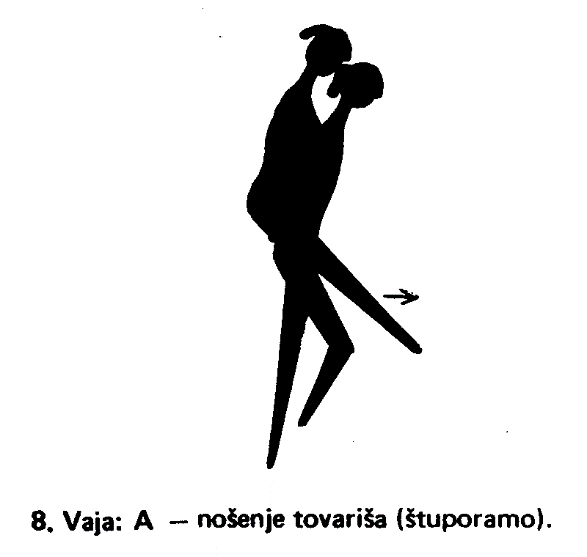 8. Vaja: A – nošenje tovariša (štuporamo).